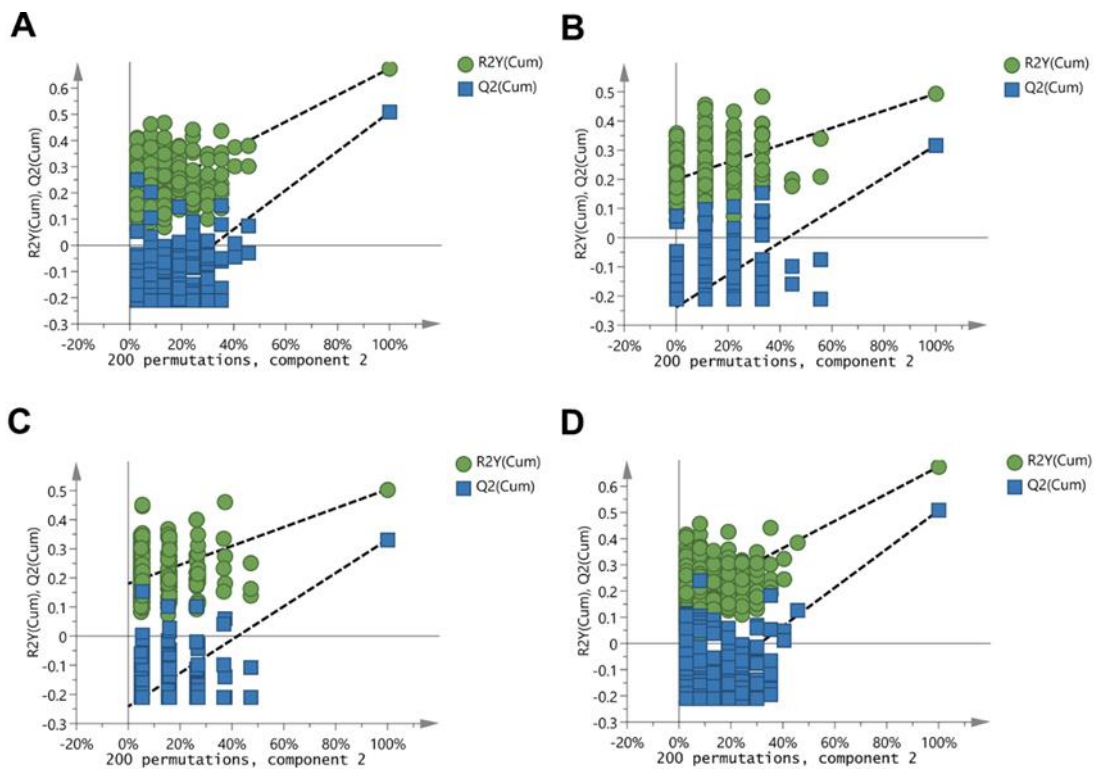 A
R2Y(Cum)
Q2(Cum)
R2Y(Cum), Q2(Cum)
0.6
0.5
0.4
0.3
0.2
0.1
0
-0.1
-0.2
-0.3
-20% 0% 20% 40% 60% 80% 100%
200 permutations, component 2
B
R2Y(Cum)
Q2(Cum)
R2Y(Cum), Q2(Cum)
0.5
0.4
0.3
0.2
0.1
0
-0.1
-0.2
-0.3
-20% 0% 20% 40% 60% 80% 100%
200 permutations, component 2
C
R2Y(Cum)
Q2(Cum)
R2Y(Cum), Q2(Cum)
0.5
0.4
0.3
0.2
0.1
0
-0.1
-0.2
-0.3
-20% 0% 20% 40% 60% 80% 100%
200 permutations, component 2
D
R2Y(Cum)
Q2(Cum)
R2Y(Cum), Q2(Cum)
0.6
0.5
0.4
0.3
0.2
0.1
0
-0.1
-0.2
-0.3
-20% 0% 20% 40% 60% 80% 100%
200 permutations, component 2